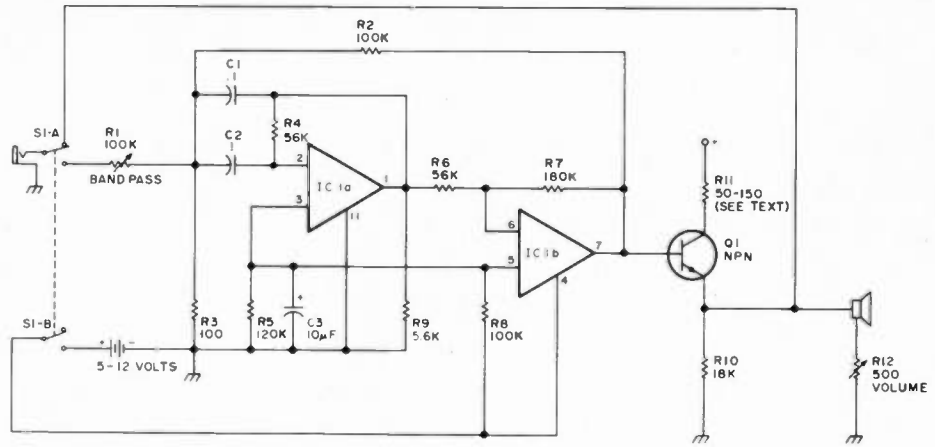 R2
100K
C1
.1
S1-A
R1
100K
BAND PASS
C2
.1
R4
56K
2
3
IC1a
1
11
R6
56K
R7
180K
6
5
IC1b
7
4
+
R11
50-150
(SEE TEXT)
Q1
NPN
S1-B
+
-
5-12 VOLTS
R3
100
R5
120K
+
C3
10µF
R9
5.6K
R8
100K
R10
18K
R12
500
VOLUME